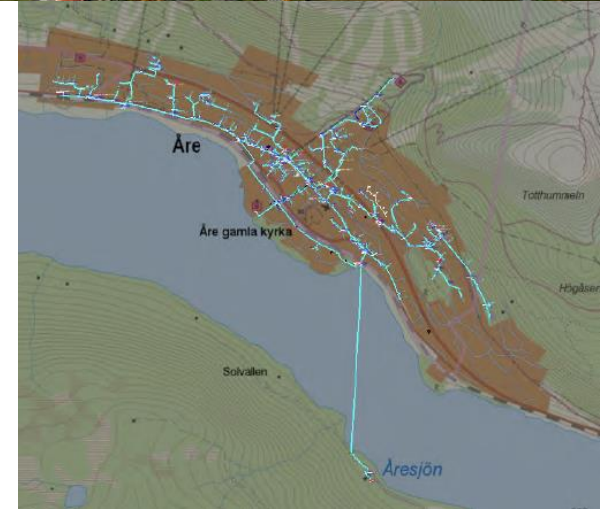 Åre
Totthummeln
Åre gamla kyrka
Högåsen
Solvallen
Åresjön